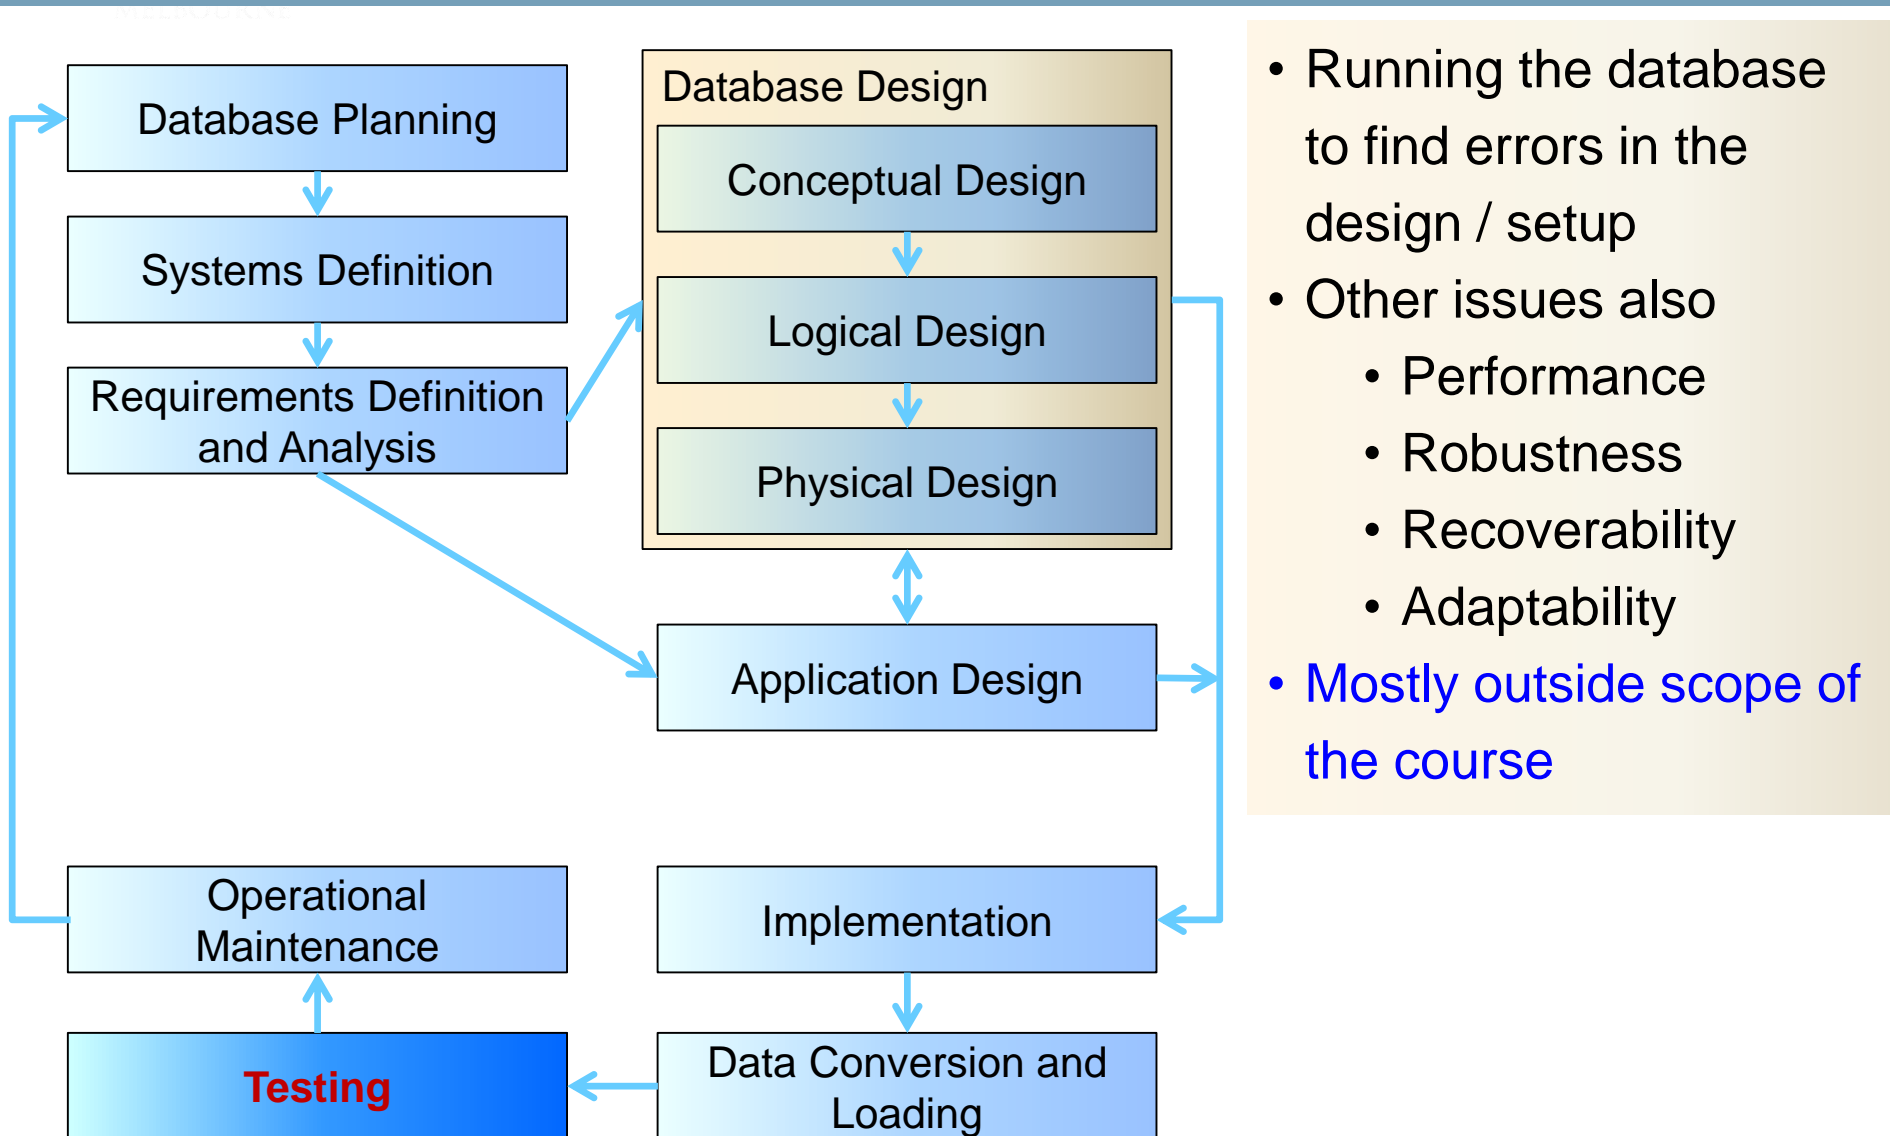 Database Planning
Systems Definition
Requirements Definition
and Analysis
Database Design
Conceptual Design
Logical Design
Physical Design
Application Design
Operational
Maintenance
Implementation
Testing
Data Conversion and
Loading
• Running the database
to find errors in the
design / setup
• Other issues also
• Performance
• Robustness
• Recoverability
• Adaptability
• Mostly outside scope of
the course